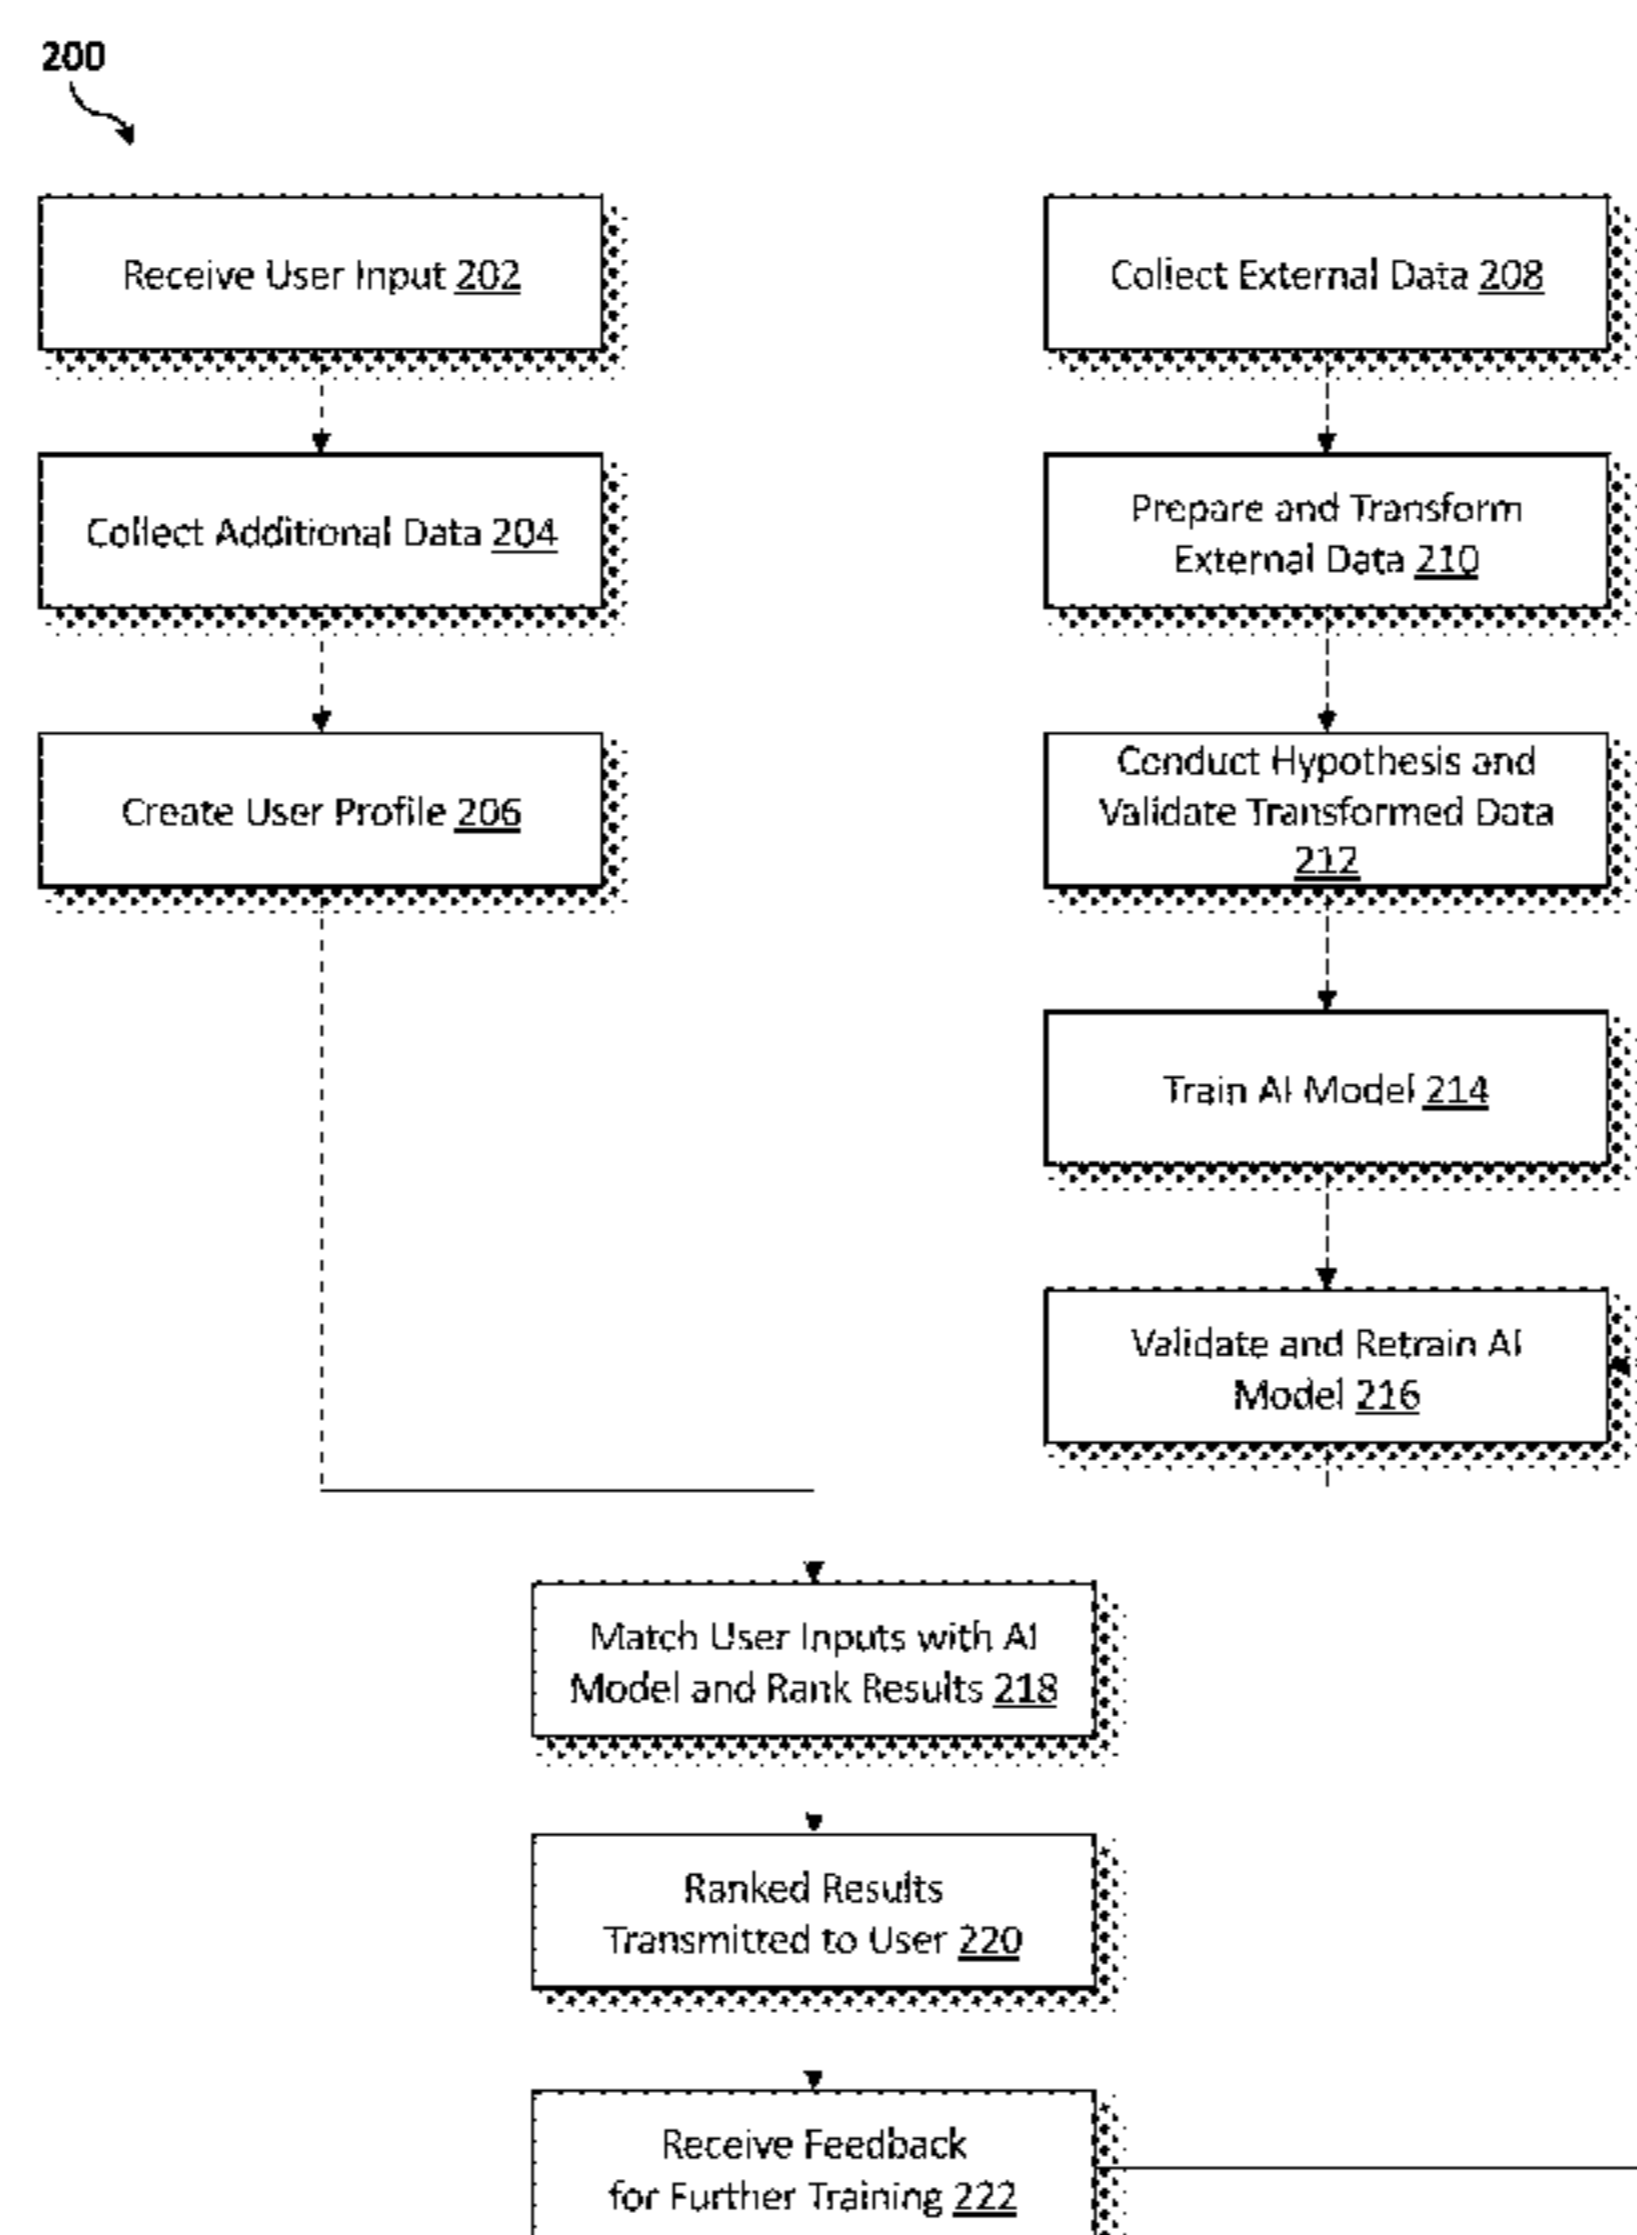 200
Receive User Input 202
Collect Additional Data 204
Create User Profile 206
Collect External Data 208
Prepare and Transform
External Data 210
Conduct Hypothesis and
Validate Transformed Data
212
Train AI Model 214
Validate and Retrain AI
Model 216
Match User Inputs with AI
Model and Rank Results 218
Ranked Results
Transmitted to User 220
Receive Feedback
for Further Training 222